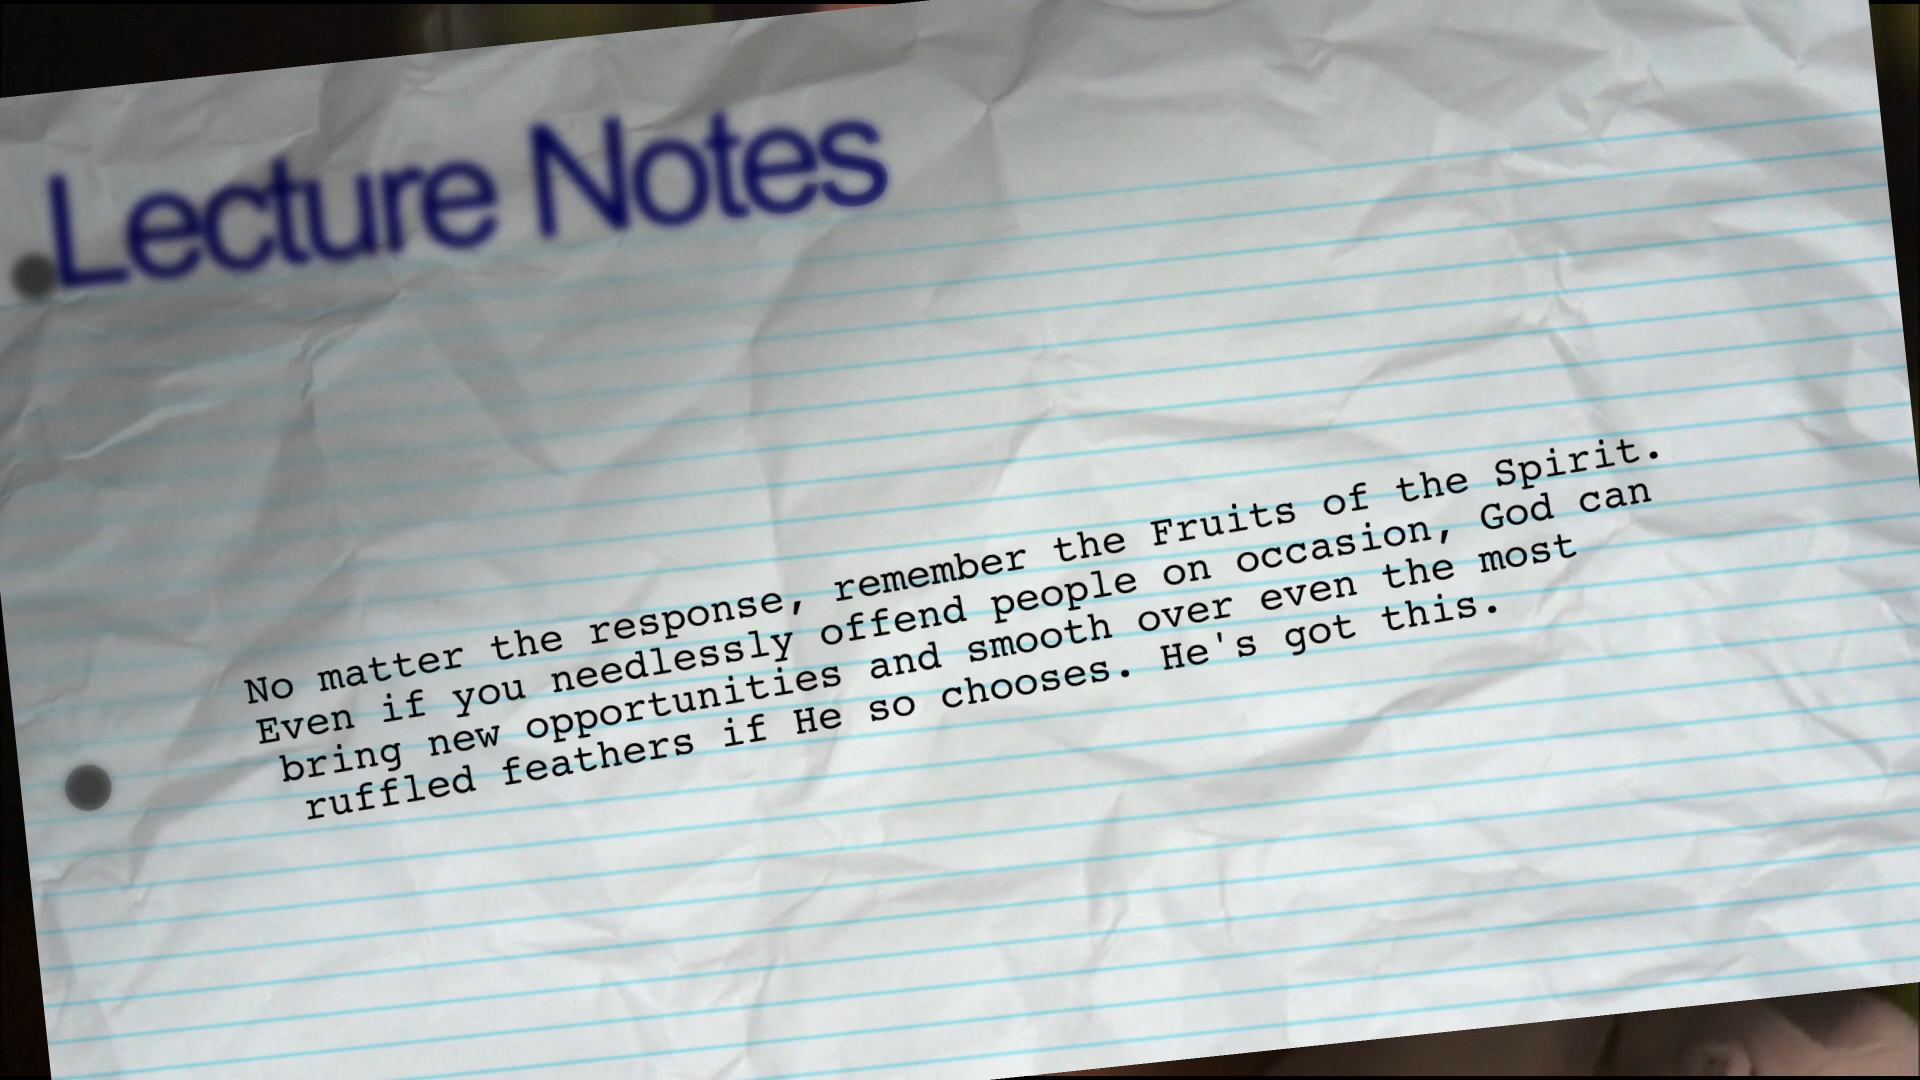 Lecture Notes
No matter the response, remember the Fruits of the Spirit.
Even if you needlessly offend people on occasion, God can
bring new opportunities and smooth over even the most
ruffled feathers if He so chooses. He's got this.